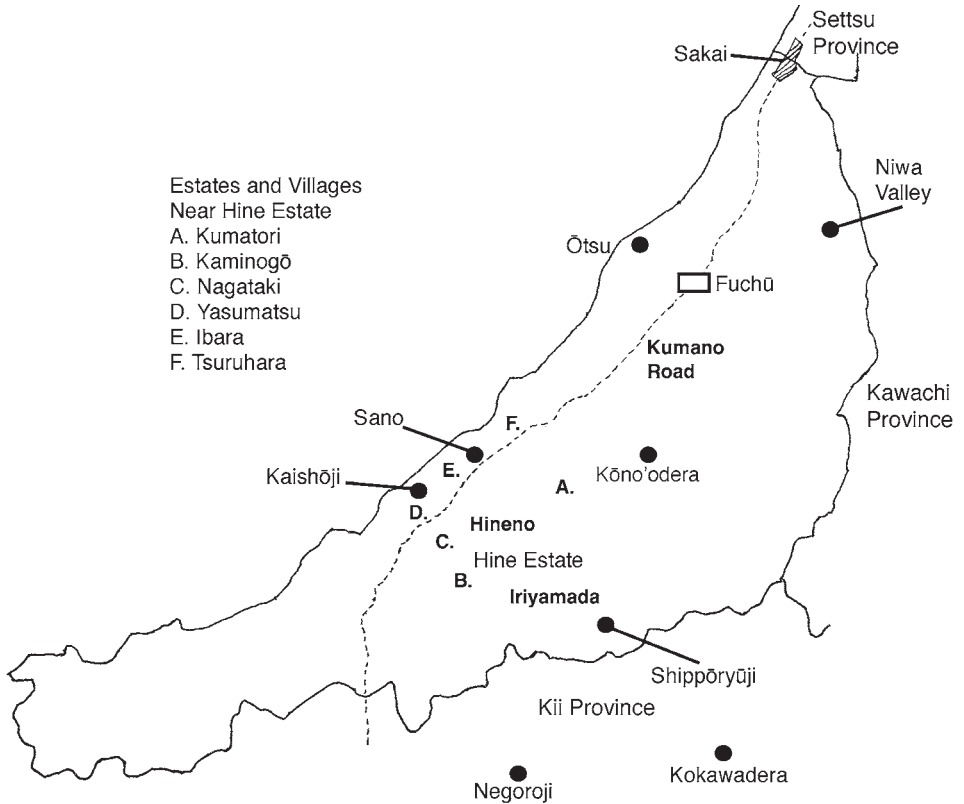 Settsu
Province
Sakai
Niwa
Valley
Estates and Villages
Near Hine Estate
A. Kumatori
B. Kaminogō
C. Nagataki
D. Yasumatsu
E. Ibara
F. Tsuruhara
Ōtsu
Fuchū
Kumano
Road
Kawachi
Province
Sano
F.
Kaishōji
E.
Kōno'odera
A.
D.
Hineno
C.
Hine Estate
B.
Iriyamada
Shippōryūji
Kii Province
Kokawadera
Negoroji